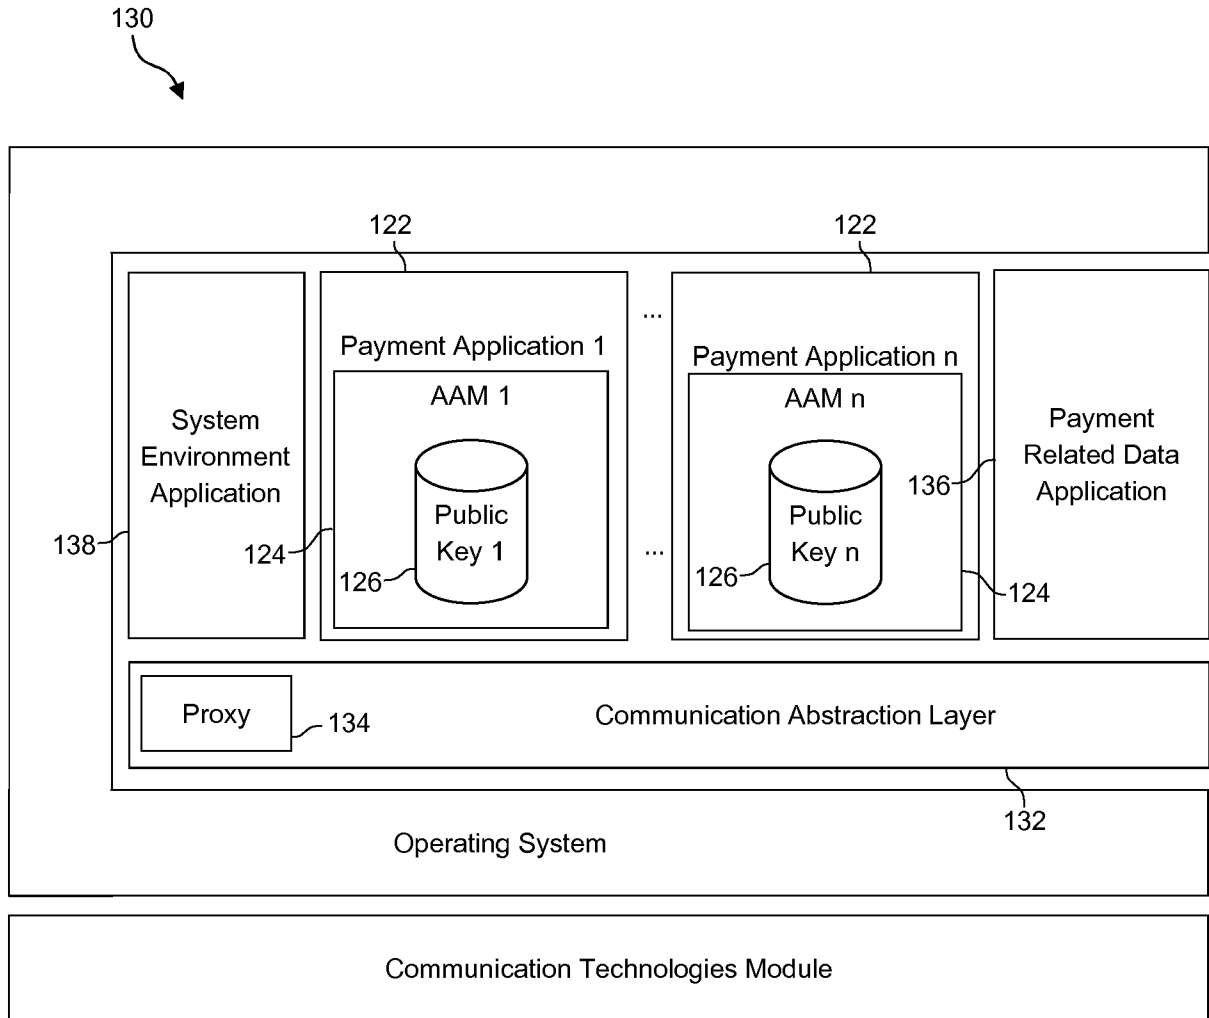 130
122
122
...
Payment Application 1
Payment Application n
AAM 1
AAM n
System
Environment
Application
Payment
Related Data
Application
136
Public
Key 1
Public
Key n
138
124
...
126
126
124
Proxy
134
Communication Abstraction Layer
132
Operating System
Communication Technologies Module